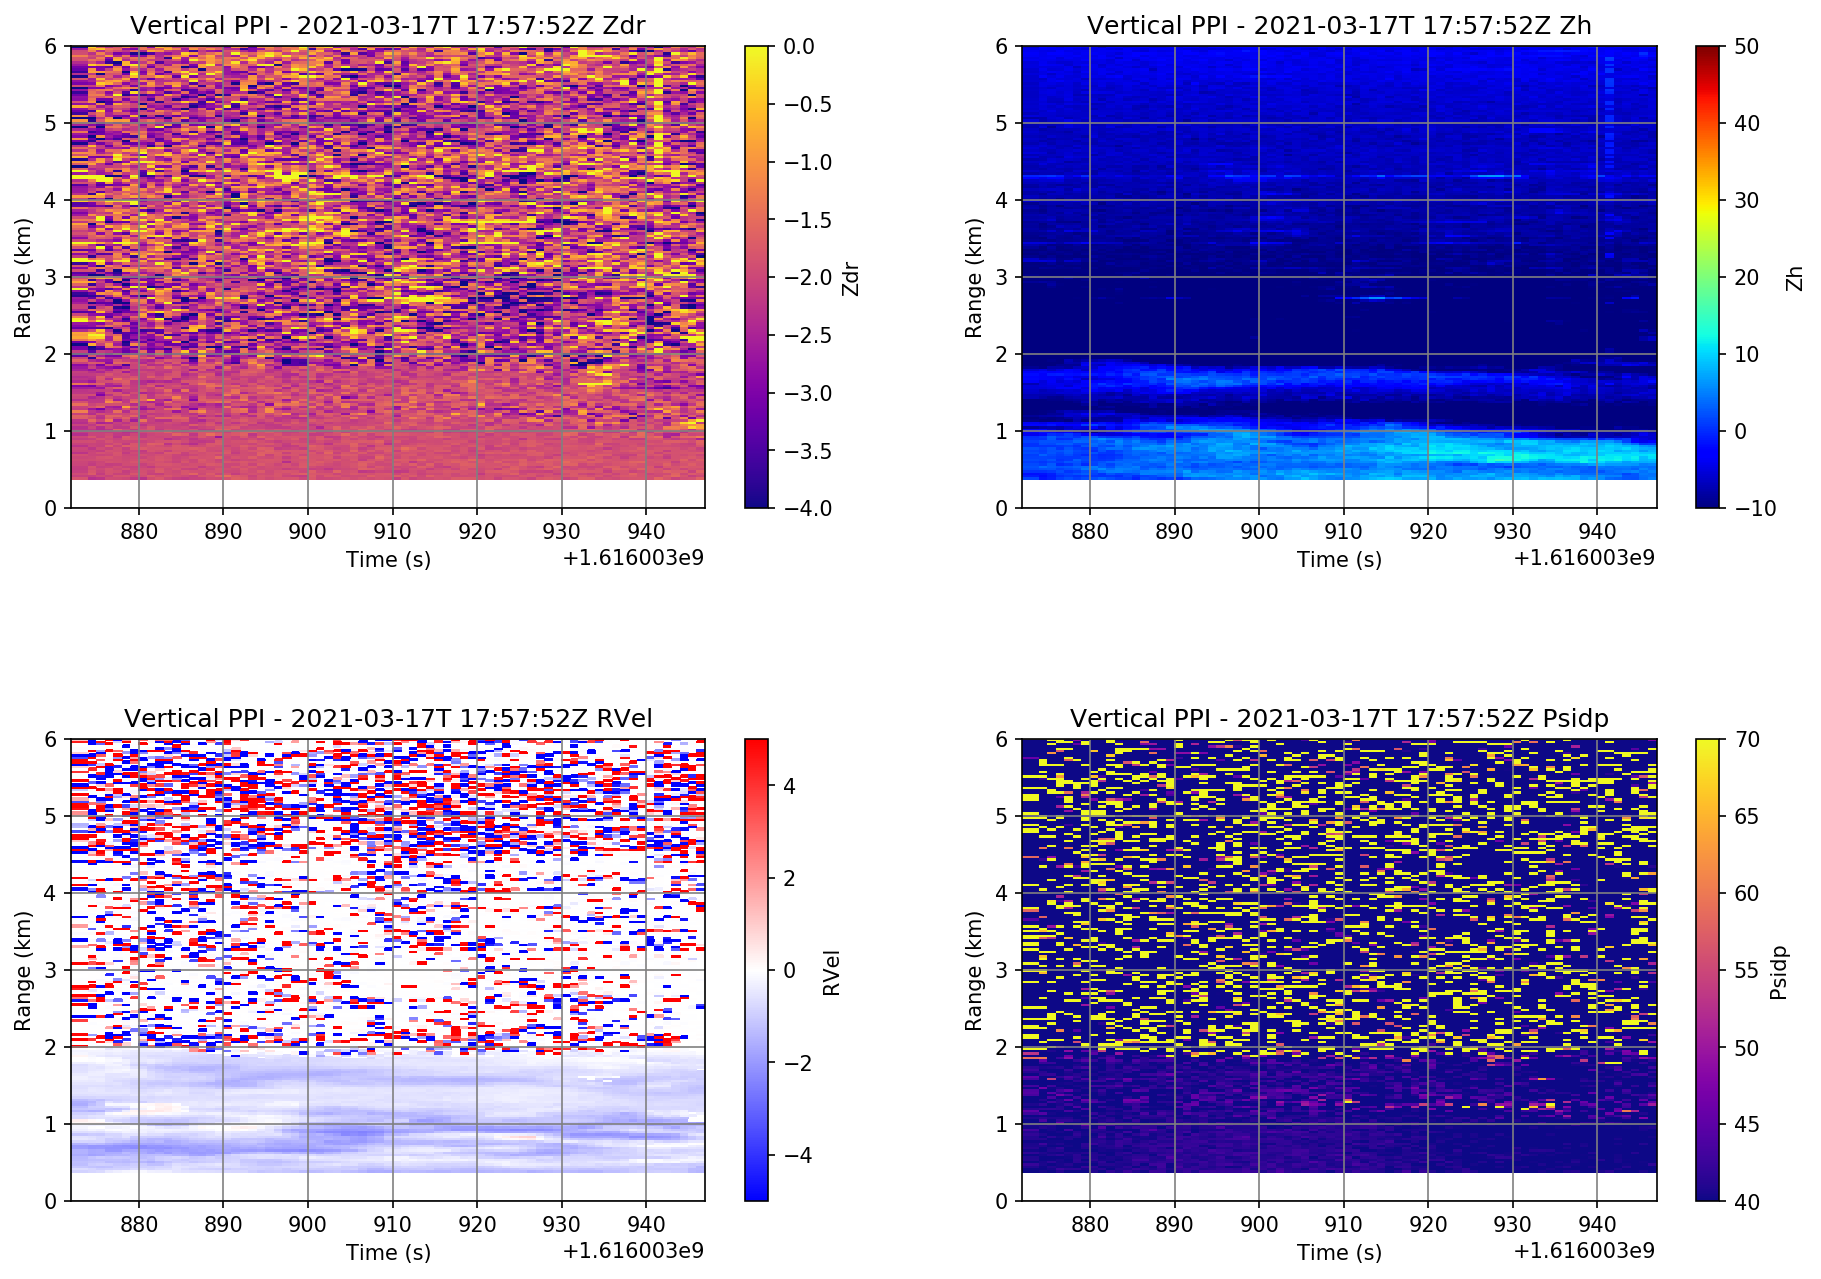 Vertical PPI - 2021-03-17T 17:57:52Z Zdr
6
5
4
3
2
1
0
Range (km)
880 890 900 910 920 930 940
Time (s)
+1.616003e9
0.0
−0.5
−1.0
−1.5
−2.0
−2.5
−3.0
−3.5
−4.0
Zdr
Vertical PPI - 2021-03-17T 17:57:52Z Zh
6
5
4
3
2
1
0
Range (km)
880 890 900 910 920 930 940
Time (s)
+1.616003e9
50
40
30
20
10
0
−10
Zh
Vertical PPI - 2021-03-17T 17:57:52Z RVel
6
5
4
3
2
1
0
Range (km)
880 890 900 910 920 930 940
Time (s)
+1.616003e9
4
2
0
−2
−4
RVel
Vertical PPI - 2021-03-17T 17:57:52Z Psidp
6
5
4
3
2
1
0
Range (km)
880 890 900 910 920 930 940
Time (s)
+1.616003e9
70
65
60
55
50
45
40
Psidp